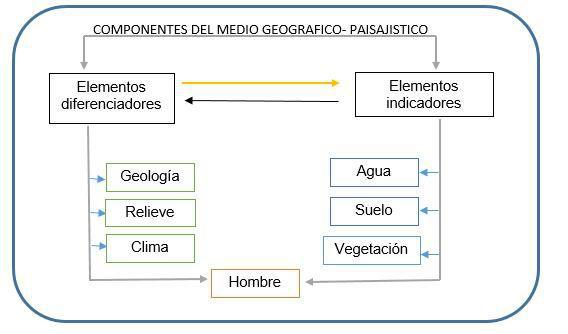 COMPONENTES DEL MEDIO GEOGRAFICO- PAISAJISTICO
Elementos
diferenciadores
Elementos
indicadores
Geología
Relieve
Clima
Agua
Suelo
Vegetación
Hombre